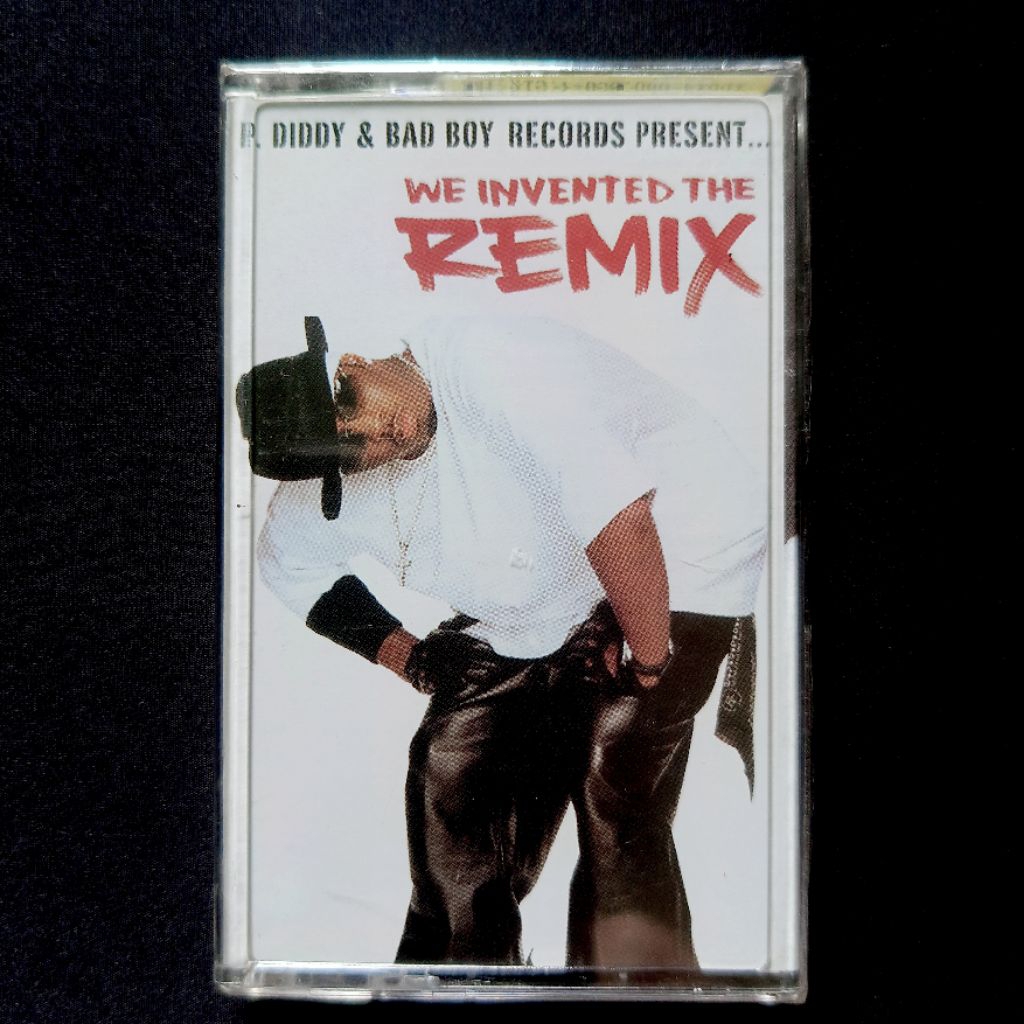 P. DIDDY & BAD BOY RECORDS PRESENT...
WE INVENTED THE
REMIX